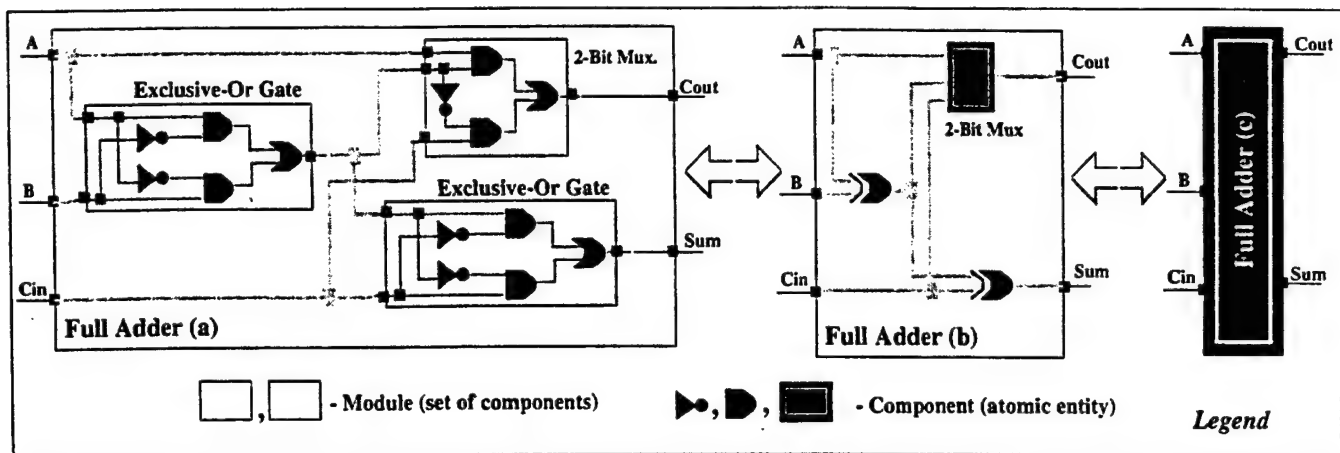 A
Exclusive-Or Gate
B
Cin
2-Bit Mux.
Cout
Exclusive-Or Gate
Sum
Full Adder (a)
A
Cout
2-Bit Mux
B
Cin
Sum
Full Adder (b)
A
Cout
B
Cin
Sum
Full Adder (c)
, - Module (set of components)
, , - Component (atomic entity)
Legend